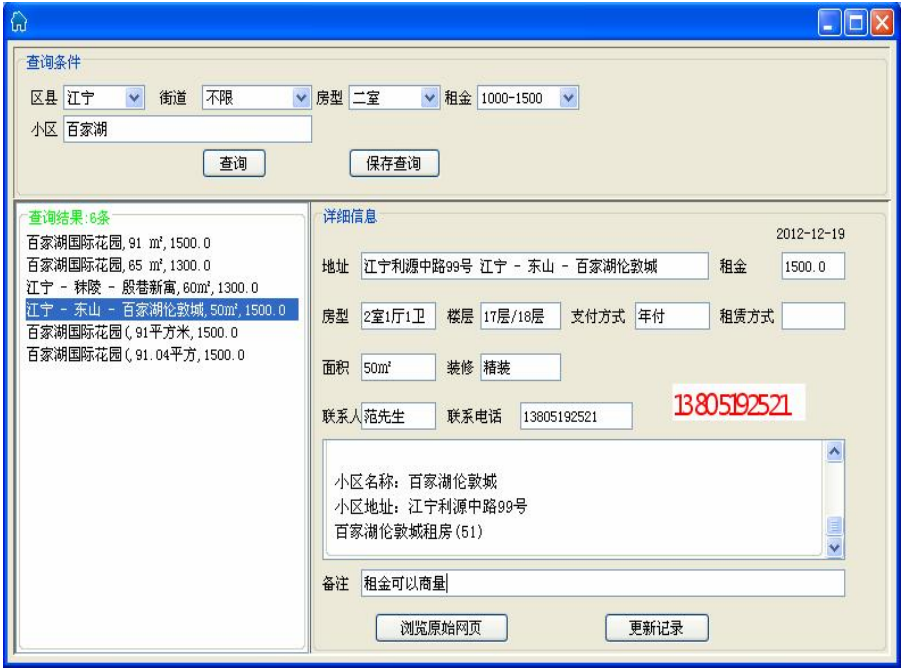 查询条件
区县 江宁 街道 不限 房型 二室 租金 1000-1500
小区 百家湖
查询 保存查询
查询结果:6条
百家湖国际花园,91 m²,1500.0
百家湖国际花园,65 m²,1300.0
江宁 - 秣陵 - 殷巷新寓,60m²,1300.0
江宁 - 东山 - 百家湖伦敦城,50m²,1500.0
百家湖国际花园(,91平方米,1500.0
百家湖国际花园(,91.04平方,1500.0
详细信息
2012-12-19
地址 江宁利源中路99号 江宁 - 东山 - 百家湖伦敦城 租金 1500.0
房型 2室1厅1卫 楼层 17层/18层 支付方式 年付 租赁方式
面积 50m² 装修 精装
联系人 范先生 联系电话 13805192521 13805192521
小区名称: 百家湖伦敦城
小区地址: 江宁利源中路99号
百家湖伦敦城租房(51)
备注 租金可以商量
浏览原始网页 更新记录